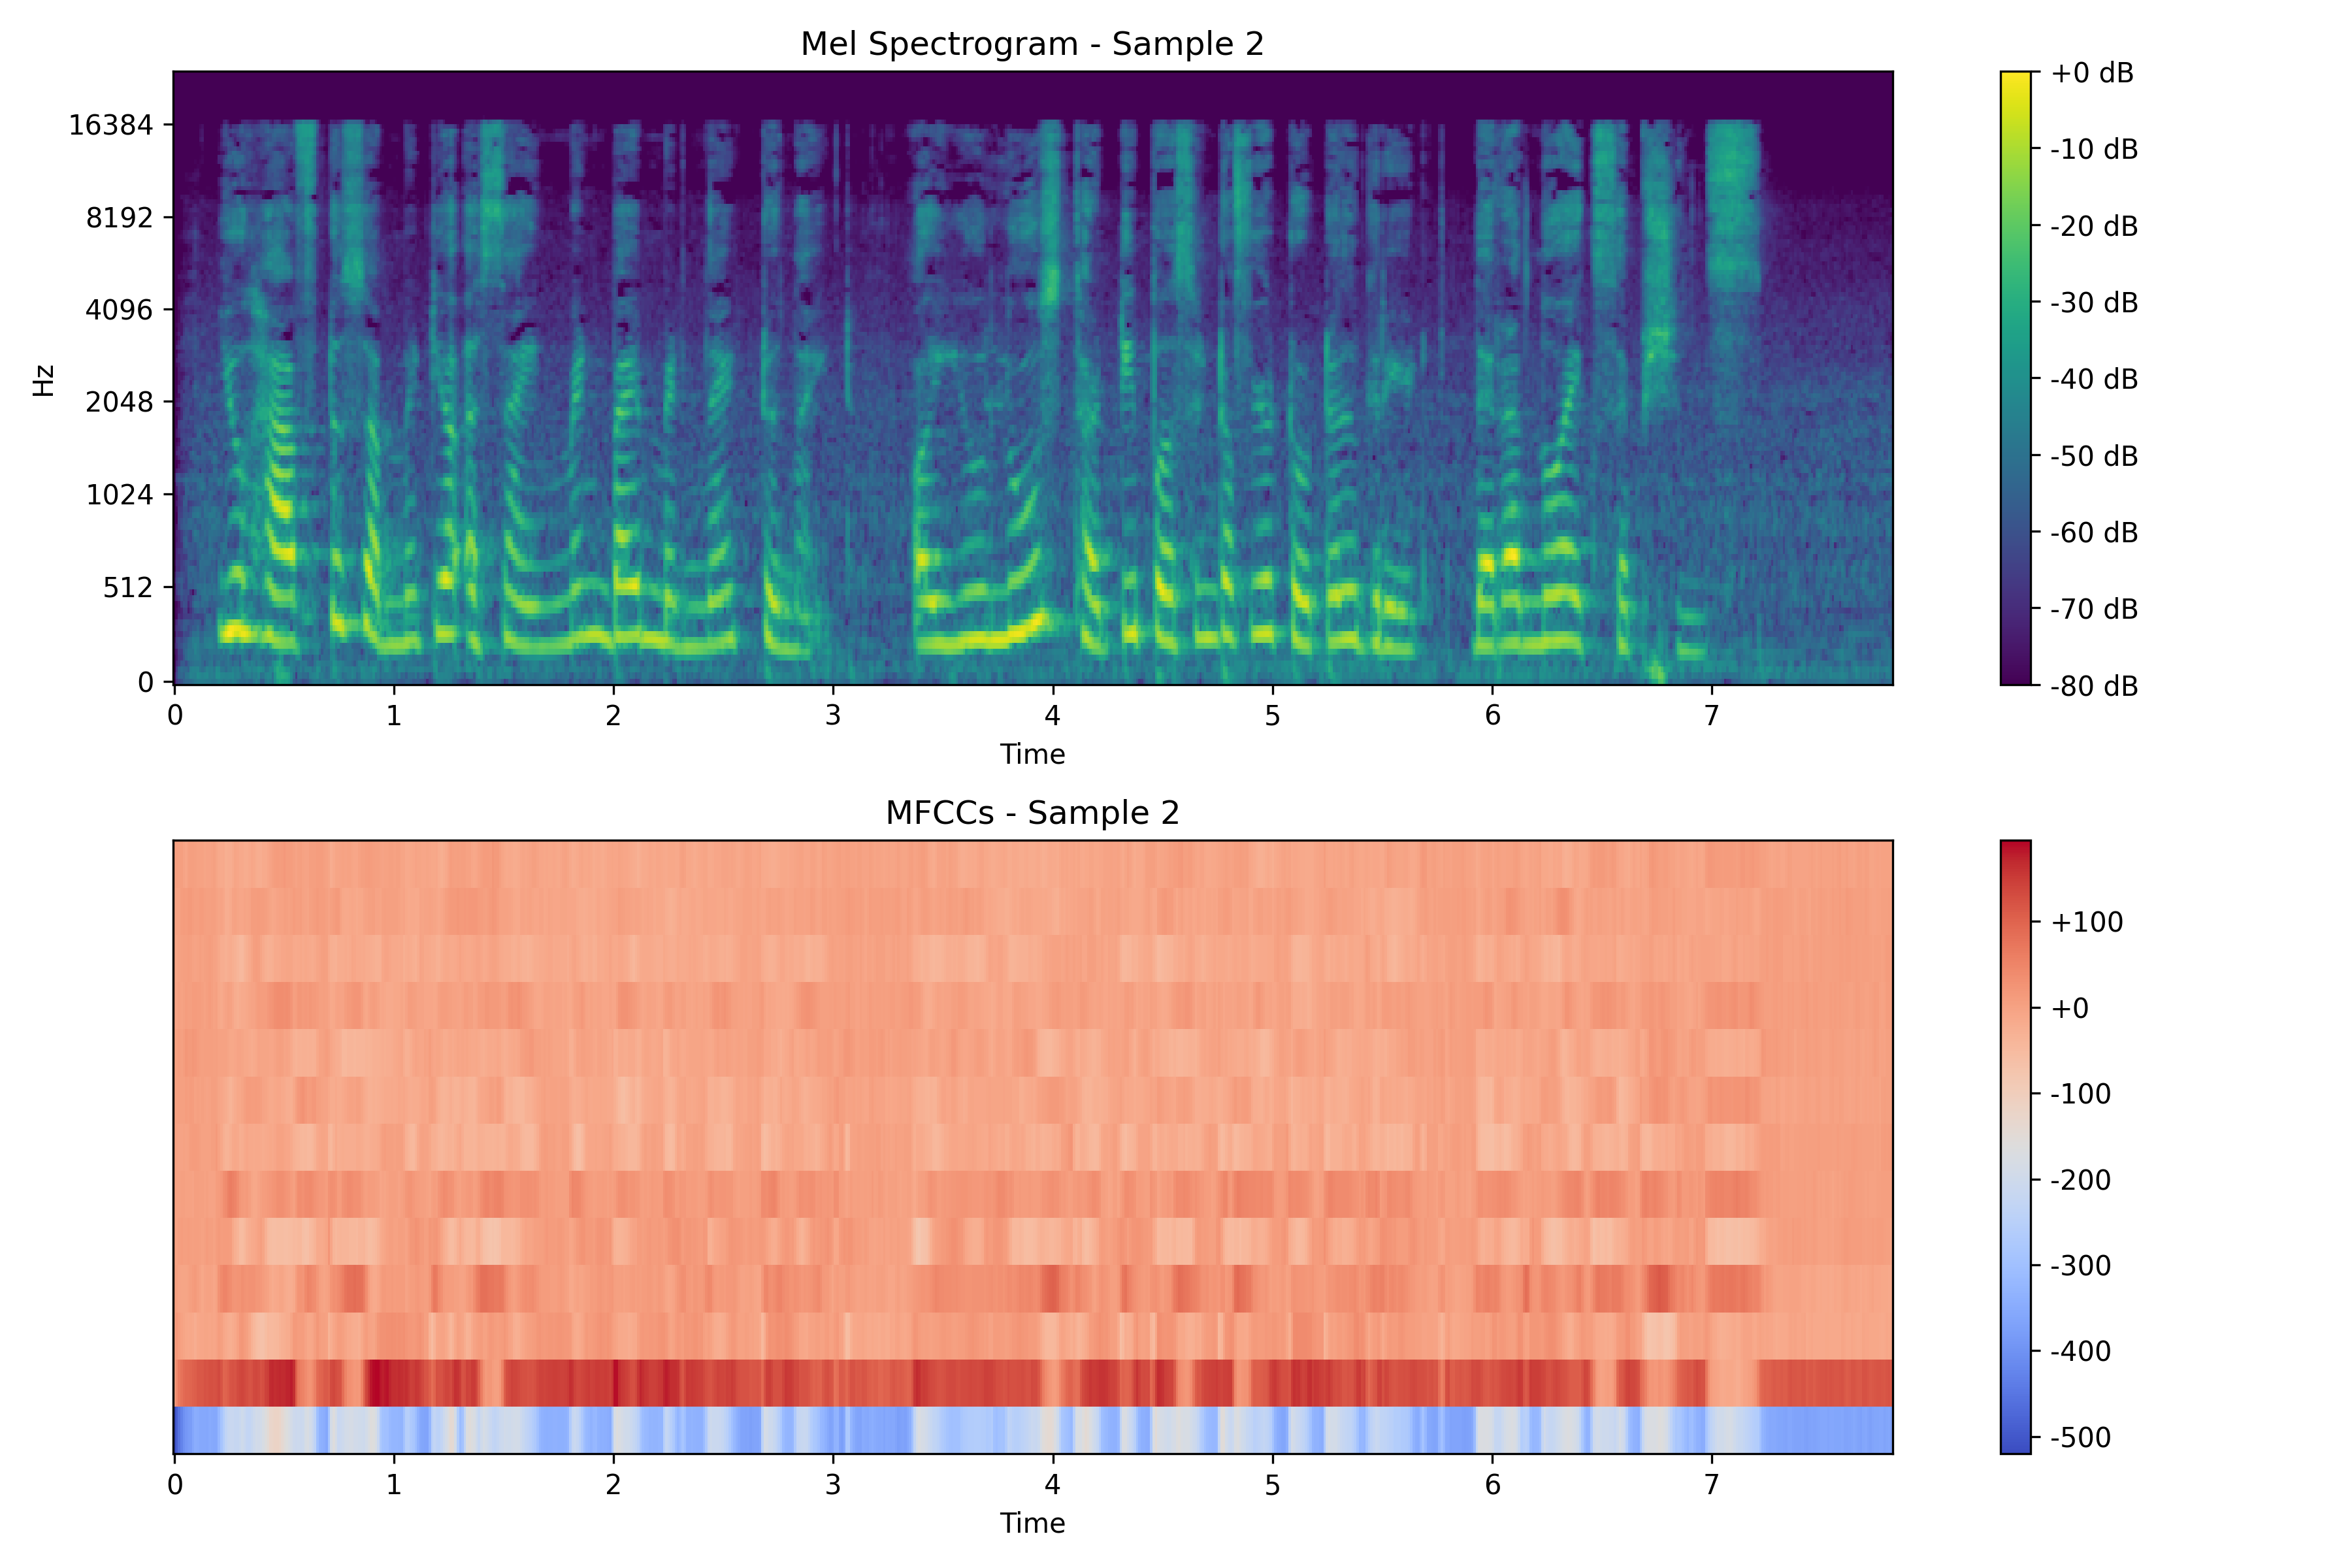 Mel Spectrogram - Sample 2
Hz
16384
8192
4096
2048
1024
512
0
0 1 2 3 4 5 6 7
Time
+0 dB
-10 dB
-20 dB
-30 dB
-40 dB
-50 dB
-60 dB
-70 dB
-80 dB
MFCCs - Sample 2
0 1 2 3 4 5 6 7
Time
+100
+0
-100
-200
-300
-400
-500